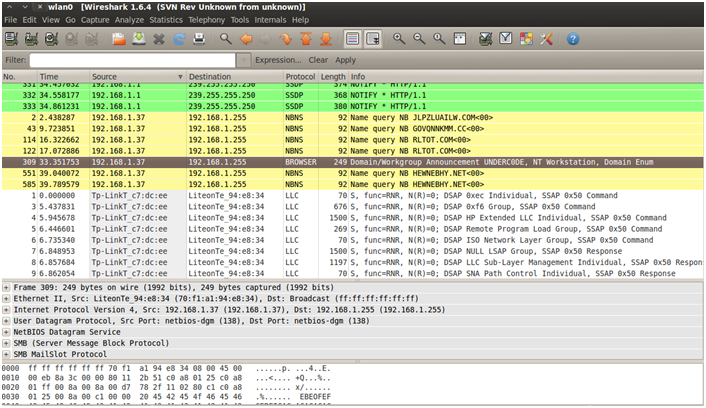 wlan0 [Wireshark 1.6.4 (SVN Rev Unknown from unknown)]
File Edit View Go Capture Analyze Statistics Telephony Tools Internals Help
Filter: Expression... Clear Apply
No. Time Source Destination Protocol Length Info
331 34.457652 192.168.1.1 239.255.255.250 SSDP 374 NOTIFY * HTTP/1.1
332 34.558177 192.168.1.1 239.255.255.250 SSDP 368 NOTIFY * HTTP/1.1
333 34.861231 192.168.1.1 239.255.255.250 SSDP 380 NOTIFY * HTTP/1.1
2 2.438287 192.168.1.37 192.168.1.255 NBNS 92 Name query NB JLPZLUAILW.COM<00>
43 9.723851 192.168.1.37 192.168.1.255 NBNS 92 Name query NB GOVQNNKMM.CC<00>
114 16.322662 192.168.1.37 192.168.1.255 NBNS 92 Name query NB RLTOT.COM<00>
122 17.072886 192.168.1.37 192.168.1.255 NBNS 92 Name query NB RLTOT.COM<00>
309 33.351753 192.168.1.37 192.168.1.255 BROWSER 249 Domain/Workgroup Announcement UNDERC0DE, NT Workstation, Domain Enum
551 39.040072 192.168.1.37 192.168.1.255 NBNS 92 Name query NB HEWNEBHY.NET<00>
585 39.789579 192.168.1.37 192.168.1.255 NBNS 92 Name query NB HEWNEBHY.NET<00>
1 0.000000 Tp-LinkT_c7:dc:ee LiteonTe_94:e8:34 LLC 70 S, func=RNR, N(R)=0; DSAP 0xec Individual, SSAP 0x50 Command
3 5.437831 Tp-LinkT_c7:dc:ee LiteonTe_94:e8:34 LLC 676 S, func=RNR, N(R)=0; DSAP 0xf6 Group, SSAP 0x50 Command
4 5.945678 Tp-LinkT_c7:dc:ee LiteonTe_94:e8:34 LLC 1500 S, func=RNR, N(R)=0; DSAP HP Extended LLC Individual, SSAP 0x50 Command
5 6.446601 Tp-LinkT_c7:dc:ee LiteonTe_94:e8:34 LLC 269 S, func=RNR, N(R)=0; DSAP Remote Program Load Group, SSAP 0x50 Command
6 6.735340 Tp-LinkT_c7:dc:ee LiteonTe_94:e8:34 LLC 70 S, func=RNR, N(R)=0; DSAP ISO Network Layer Group, SSAP 0x50 Command
7 6.848953 Tp-LinkT_c7:dc:ee LiteonTe_94:e8:34 LLC 1500 S, func=RNR, N(R)=0; DSAP NULL LSAP Group, SSAP 0x50 Response
8 6.857684 Tp-LinkT_c7:dc:ee LiteonTe_94:e8:34 LLC 1197 S, func=RNR, N(R)=0; DSAP LLC Sub-Layer Management Individual, SSAP 0x50 Response
9 6.862054 Tp-LinkT_c7:dc:ee LiteonTe_94:e8:34 LLC 70 S, func=RNR, N(R)=0; DSAP SNA Path Control Individual, SSAP 0x50 Response
Frame 309: 249 bytes on wire (1992 bits), 249 bytes captured (1992 bits)
Ethernet II, Src: LiteonTe_94:e8:34 (70:f1:a1:94:e8:34), Dst: Broadcast (ff:ff:ff:ff:ff:ff)
Internet Protocol Version 4, Src: 192.168.1.37 (192.168.1.37), Dst: 192.168.1.255 (192.168.1.255)
User Datagram Protocol, Src Port: netbios-dgm (138), Dst Port: netbios-dgm (138)
NetBIOS Datagram Service
SMB (Server Message Block Protocol)
SMB MailSlot Protocol
0000 ff ff ff ff ff ff 70 f1 a1 94 e8 34 08 00 45 00 ......p. ...4..E.
0010 00 eb 8a 3c 00 00 80 11 2b 51 c0 a8 01 25 c0 a8 ...<.... +Q...%..
0020 01 ff 00 8a 00 8a 00 d7 78 2f 11 02 80 c1 c0 a8 ........ x/......
0030 01 25 00 8a 00 c1 00 00 20 45 42 45 4f 46 45 46 .%...... EBEOFEF